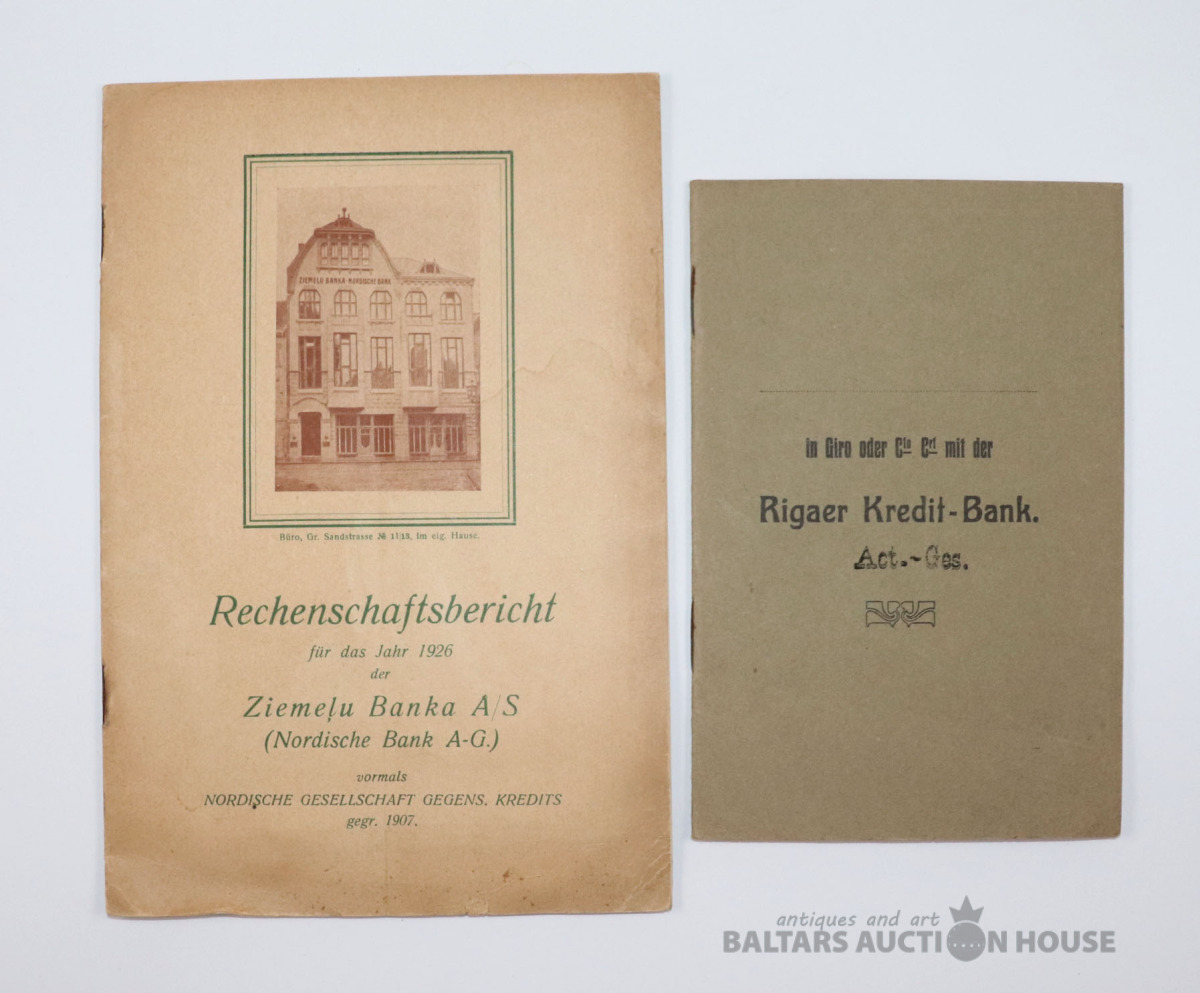 ZIEMEĻU BANKA-NORDISCHE BANK
Büro, Gr. Sandstrasse № 11/13, im eig. Hause.
Rechenschaftsbericht
für das Jahr 1926
der
Ziemeļu Banka A/S
(Nordische Bank A-G.)
vormals
NORDISCHE GESELLSCHAFT GEGENS. KREDITS
gegr. 1907.
in Giro oder Cto Crt mit der
Rigaer Kredit-Bank.
Act.-Ges.
antiques and art
BALTARS AUCTION HOUSE